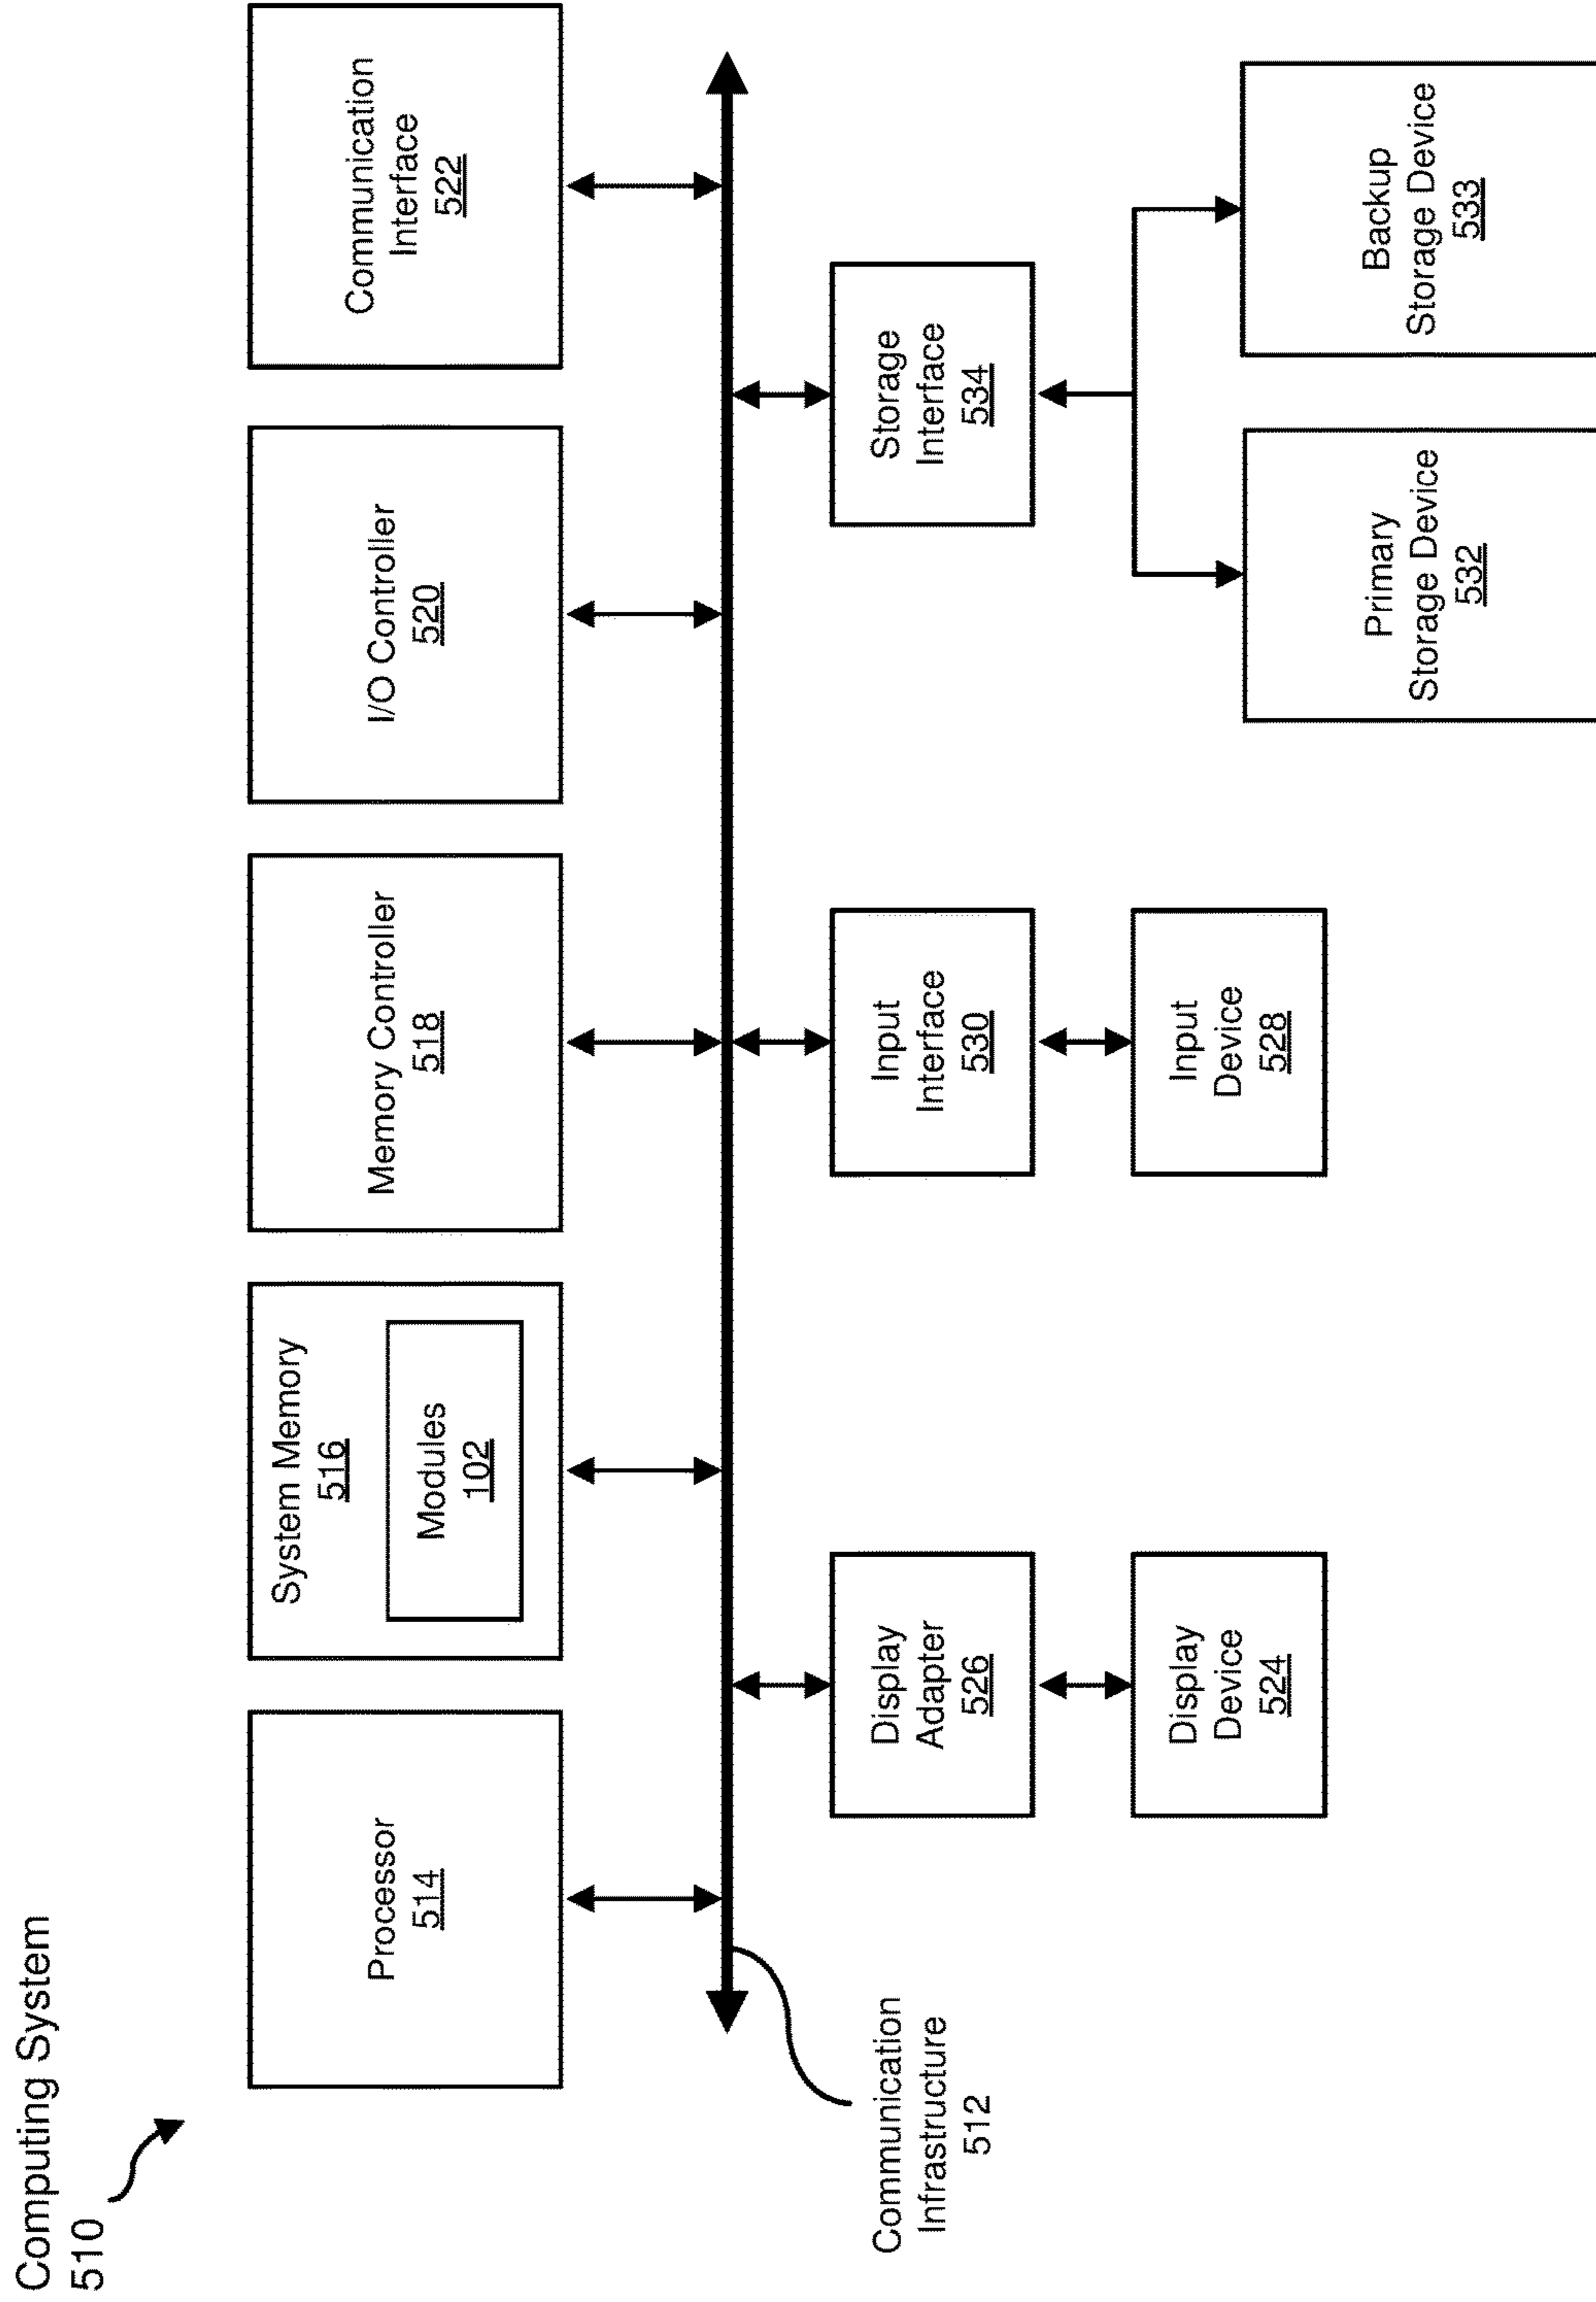 Computing System
510
Processor
514
System Memory
516
Modules
102
Memory Controller
518
I/O Controller
520
Communication
Interface
522
Communication
Infrastructure
512
Display
Adapter
526
Input
Interface
530
Storage
Interface
534
Display
Device
524
Input
Device
528
Primary
Storage Device
532
Backup
Storage Device
533